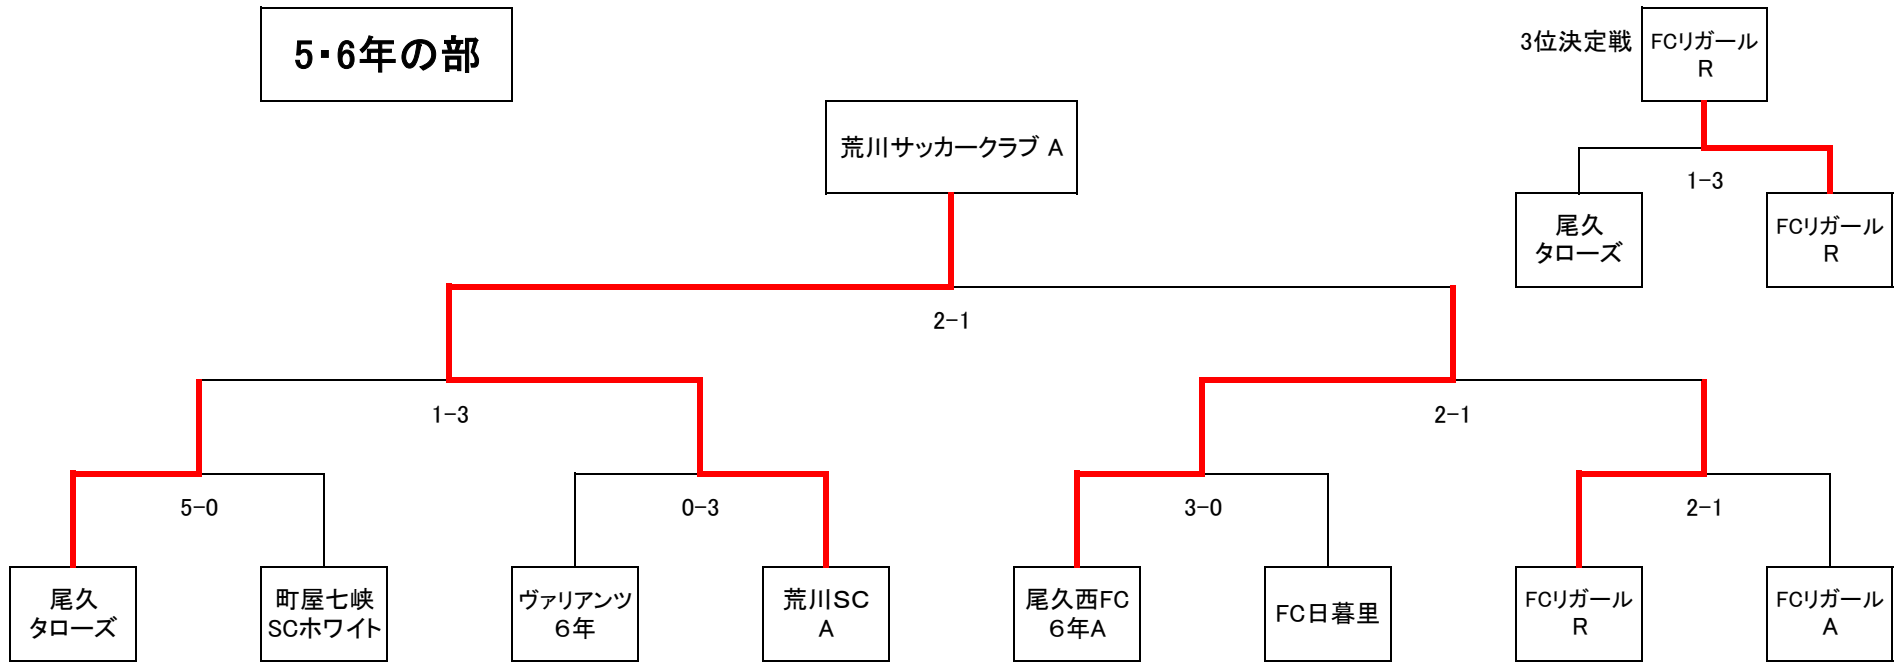 5・6年の部
3位決定戦
FCリガール
R
荒川サッカークラブ A
1-3
尾久
タローズ
FCリガール
R
2-1
1-3
2-1
5-0
0-3
3-0
2-1
尾久
タローズ
町屋七峡
SCホワイト
ヴァリアンツ
６年
荒川SC
A
尾久西FC
６年A
FC日暮里
FCリガール
R
FCリガール
A